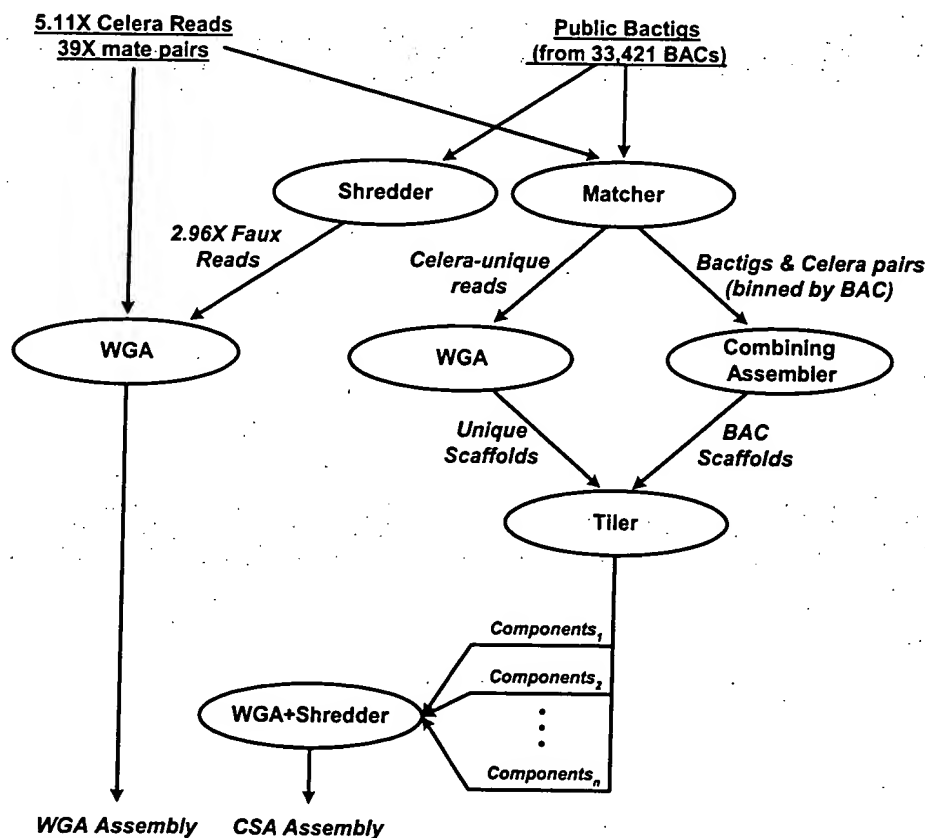 5.11X Celera Reads
39X mate pairs
Public Bactigs
(from 33,421 BACs)
Shredder
Matcher
2.96X Faux
Reads
Celera-unique
reads
Bactigs & Celera pairs
(binned by BAC)
WGA
WGA
Combining
Assembler
Unique
Scaffolds
BAC
Scaffolds
Tiler
Components1
Components2
WGA+Shredder
Componentsn
WGA Assembly
CSA Assembly